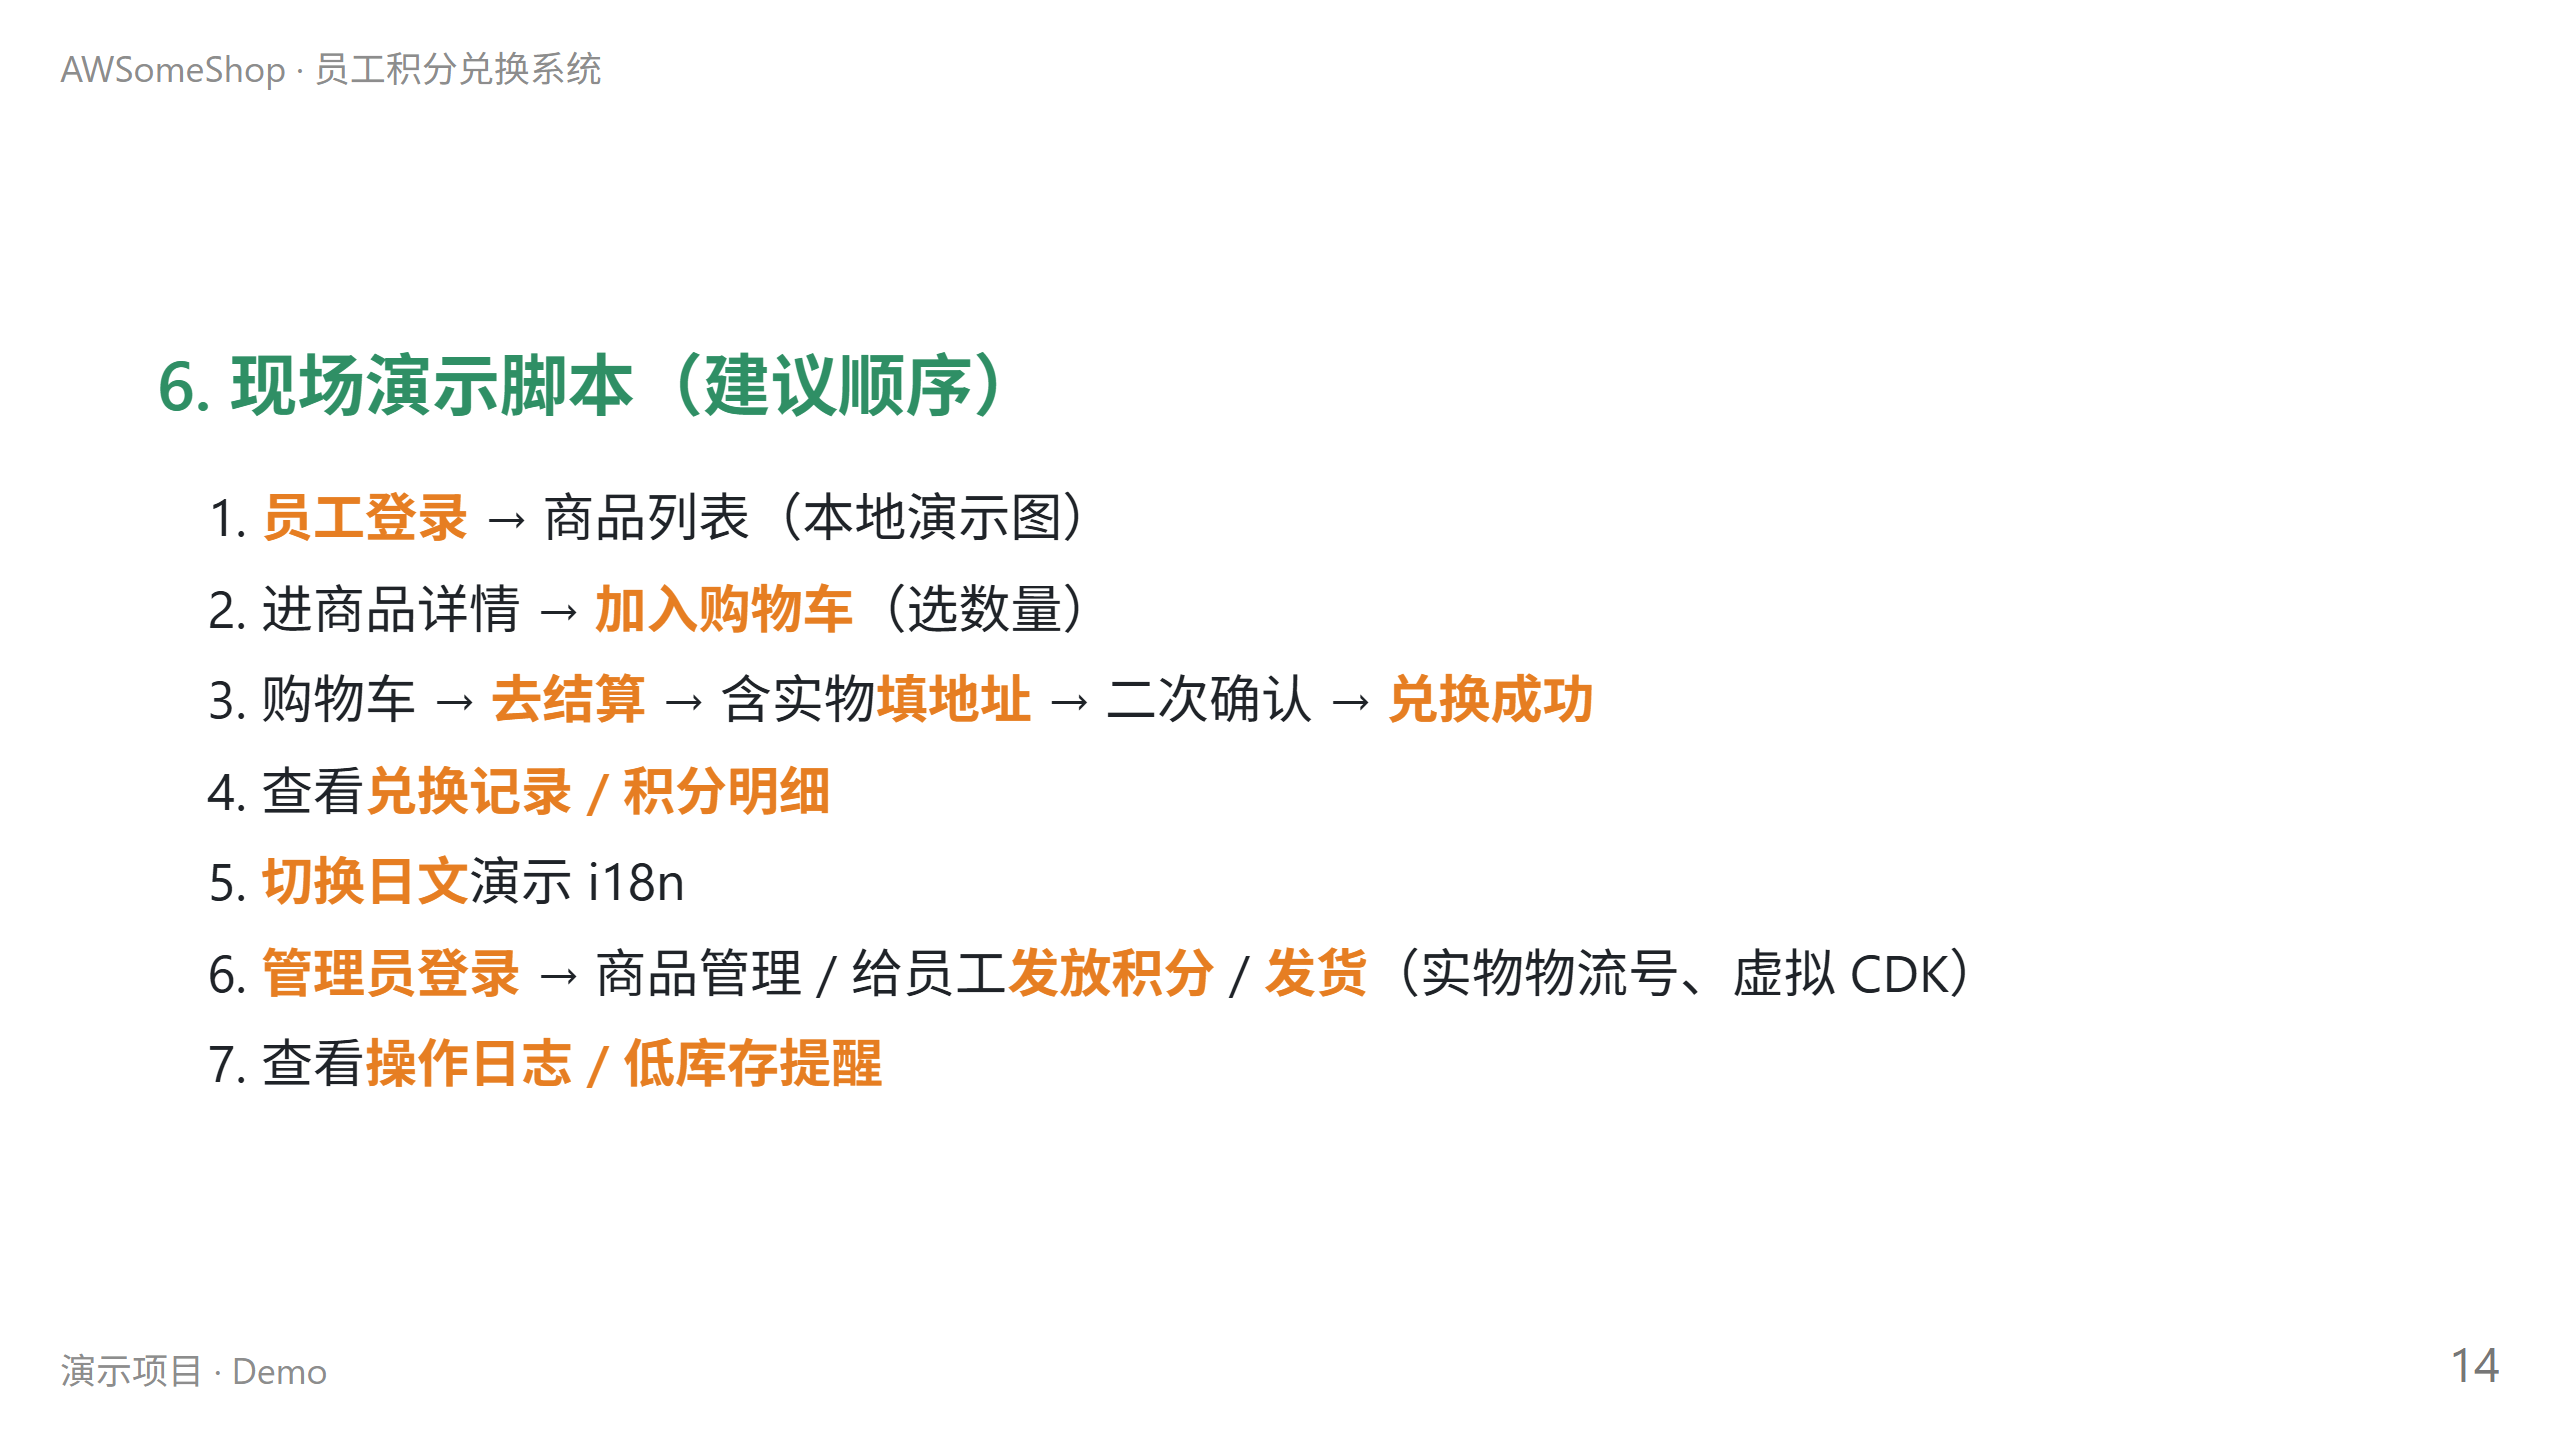 AWSomeShop · 员工积分兑换系统
6. 现场演示脚本（建议顺序）
1. 员工登录 → 商品列表（本地演示图）
2. 进商品详情 → 加入购物车（选数量）
3. 购物车 → 去结算 → 含实物填地址 → 二次确认 → 兑换成功
4. 查看兑换记录 / 积分明细
5. 切换日文演示 i18n
6. 管理员登录 → 商品管理 / 给员工发放积分 / 发货（实物物流号、虚拟 CDK）
7. 查看操作日志 / 低库存提醒
演示项目 · Demo
14